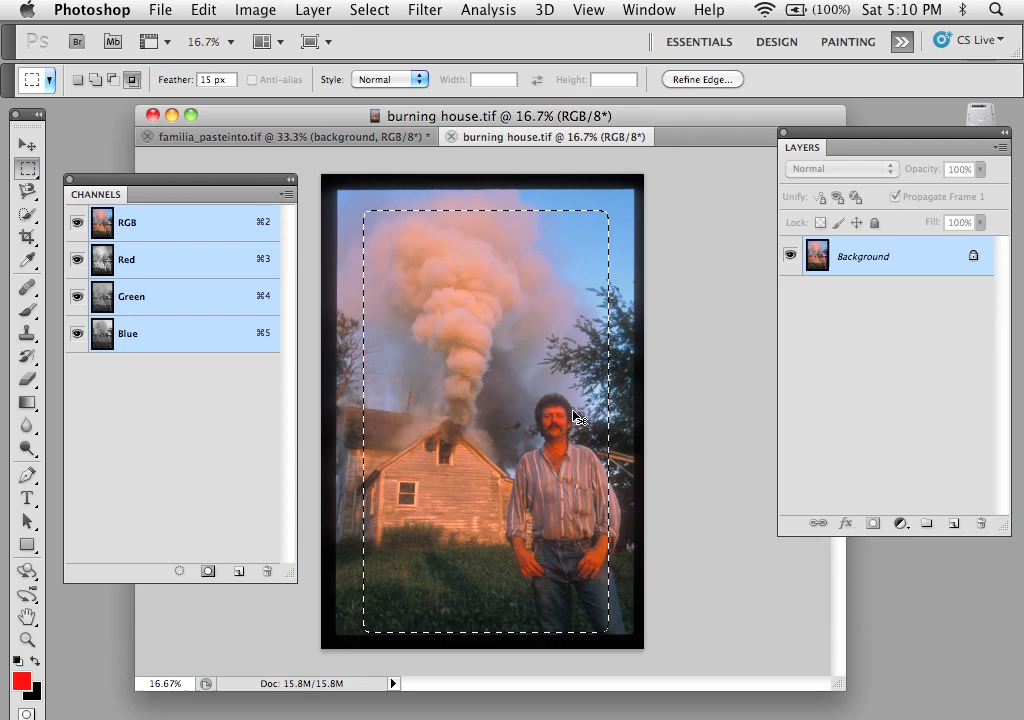 Photoshop File Edit Image Layer Select Filter Analysis 3D View Window Help (100%) Sat 5:10 PM
Ps Br Mb 16.7% ESSENTIALS DESIGN PAINTING CS Live
Feather: 15 px Anti-alias Style: Normal Width: Height: Refine Edge...
burning house.tif @ 16.7% (RGB/8*)
familia_pasteinto.tif @ 33.3% (background, RGB/8*) * burning house.tif @ 16.7% (RGB/8*)
CHANNELS
RGB ⌘2
Red ⌘3
Green ⌘4
Blue ⌘5
LAYERS
Normal Opacity: 100%
Unify: Propagate Frame 1
Lock: Fill: 100%
Background
fx
T
16.67% Doc: 15.8M/15.8M